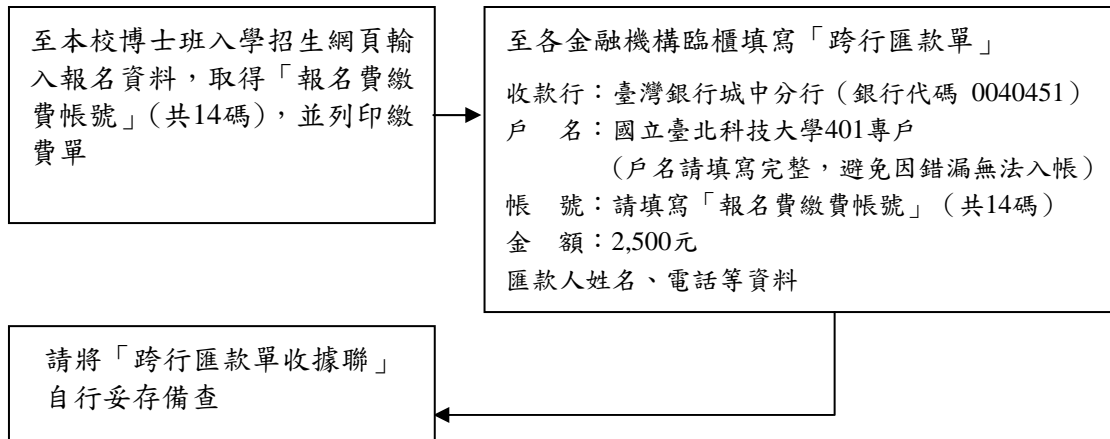 至本校博士班入學招生網頁輸
入報名資料，取得「報名費繳
費帳號」（共14碼），並列印繳
費單
至各金融機構臨櫃填寫「跨行匯款單」
收款行：臺灣銀行城中分行（銀行代碼 0040451）
戶　名：國立臺北科技大學401專戶
（戶名請填寫完整，避免因錯漏無法入帳）
帳　號：請填寫「報名費繳費帳號」（共14碼）
金　額：2,500元
匯款人姓名、電話等資料
請將「跨行匯款單收據聯」
自行妥存備查